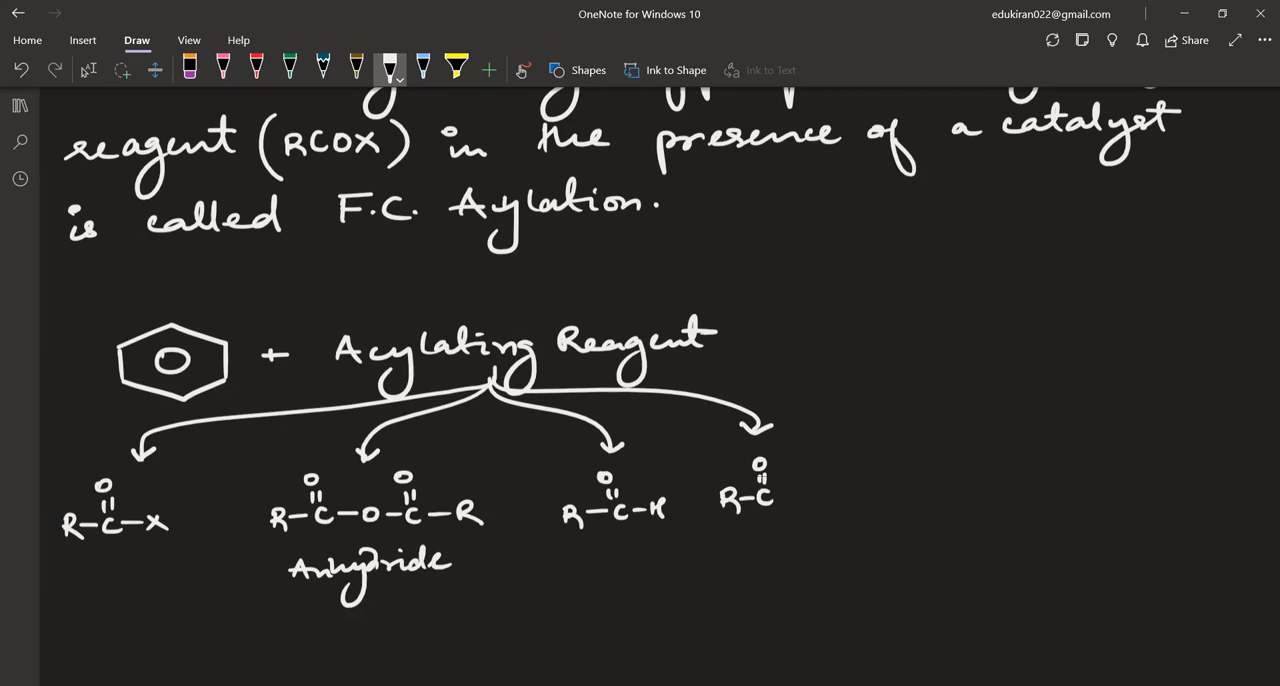 OneNote for Windows 10
edukiran022@gmail.com
Home Insert Draw View Help
Share
Shapes Ink to Shape Ink to Text
reagent (RCOX) in the presence of a catalyst
is called F.C. Aylation.
+ Acylating Reagent
O O O O O
R-C-X R-C-O-C-R R-C-H R-C
Anhydride